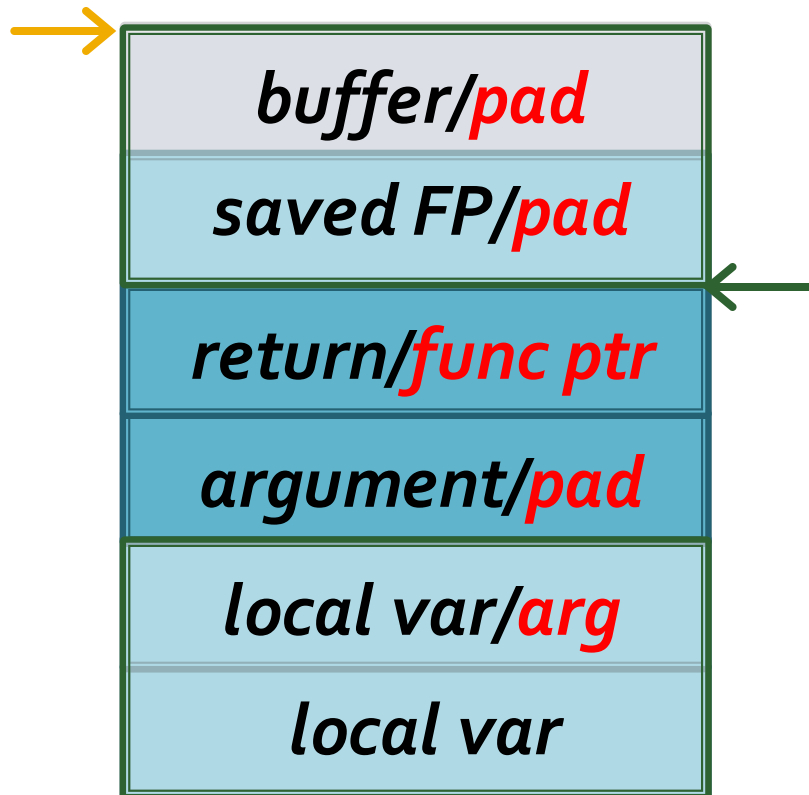 buffer/pad
saved FP/pad
return/func ptr
argument/pad
local var/arg
local var